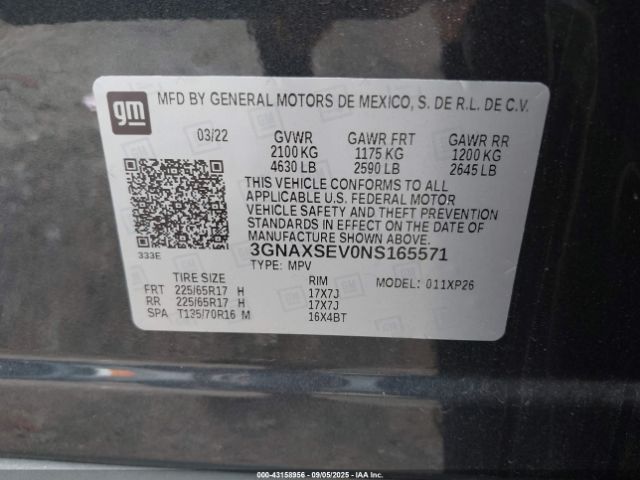 gm
MFD BY GENERAL MOTORS DE MEXICO, S. DE R.L. DE C.V.
03/22 GVWR GAWR FRT GAWR RR
2100 KG 1175 KG 1200 KG
4630 LB 2590 LB 2645 LB
THIS VEHICLE CONFORMS TO ALL
APPLICABLE U.S. FEDERAL MOTOR
VEHICLE SAFETY AND THEFT PREVENTION
STANDARDS IN EFFECT ON THE DATE OF
MANUFACTURE SHOWN ABOVE.
333E
3GNAXSEV0NS165571
TYPE: MPV
TIRE SIZE RIM MODEL: 011XP26
FRT 225/65R17 H 17X7J
RR 225/65R17 H 17X7J
SPA T135/70R16 M 16X4BT
000-43158956 - 09/05/2025 - IAAI.COM